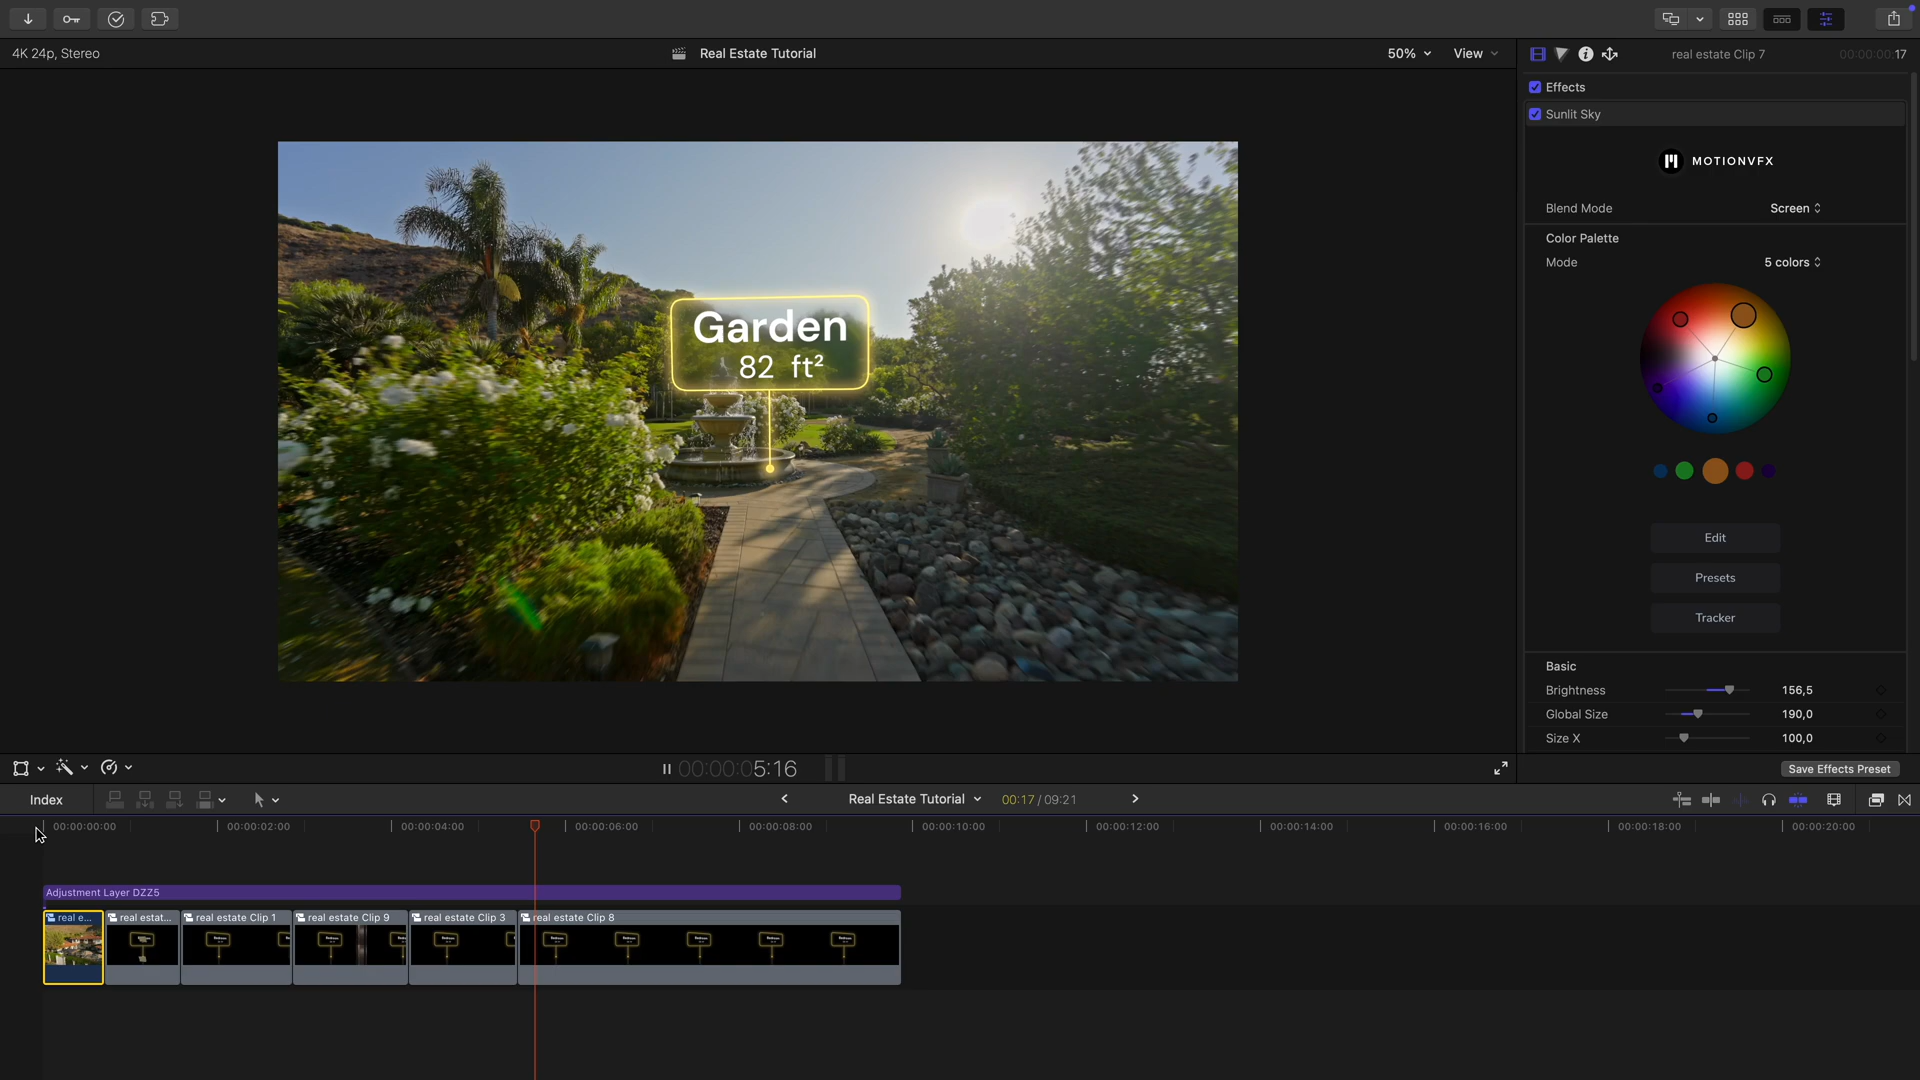 4K 24p, Stereo
Real Estate Tutorial
50%
View
real estate Clip 7
00:00:00:17
Effects
Sunlit Sky
MOTIONVFX
Blend Mode
Screen
Color Palette
Mode
5 colors
Edit
Presets
Tracker
Basic
Brightness
156,5
Global Size
190,0
Size X
100,0
Save Effects Preset
Garden
82 ft²
00:00:05:16
Index
Real Estate Tutorial
00:17 / 09:21
00:00:00:00
00:00:02:00
00:00:04:00
00:00:06:00
00:00:08:00
00:00:10:00
00:00:12:00
00:00:14:00
00:00:16:00
00:00:18:00
00:00:20:00
Adjustment Layer DZZ5
real e...
real estat...
real estate Clip 1
real estate Clip 9
real estate Clip 3
real estate Clip 8